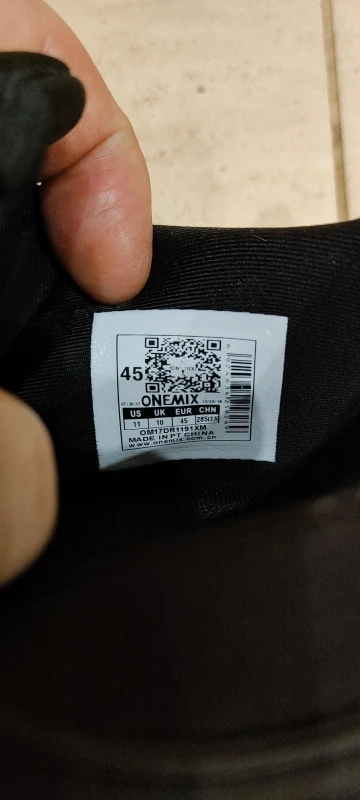 45
ONEMIX
US UK EUR CHN
11 10 45 285(2.5)
OM17DR1191XM
MADE IN PT CHINA
www.onemix.com.cn